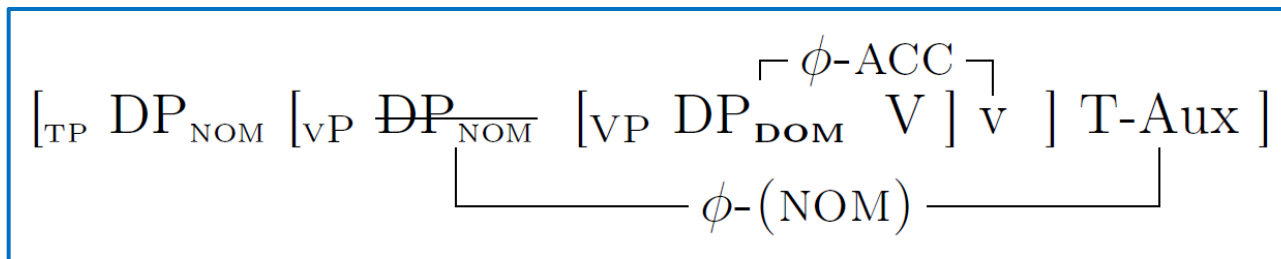 ϕ-ACC
[TP DPNOM [vP DPNOM [VP DPDOM V ] v ] T-Aux ]
ϕ-(NOM)